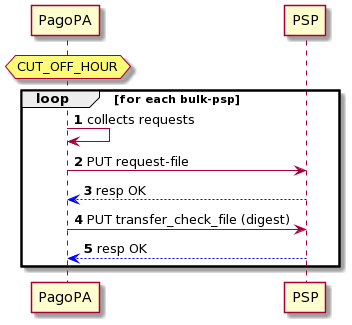 PagoPA PSP
CUT_OFF_HOUR
loop [for each bulk-psp]
1 collects requests
2 PUT request-file
3 resp OK
4 PUT transfer_check_file (digest)
5 resp OK
PagoPA PSP